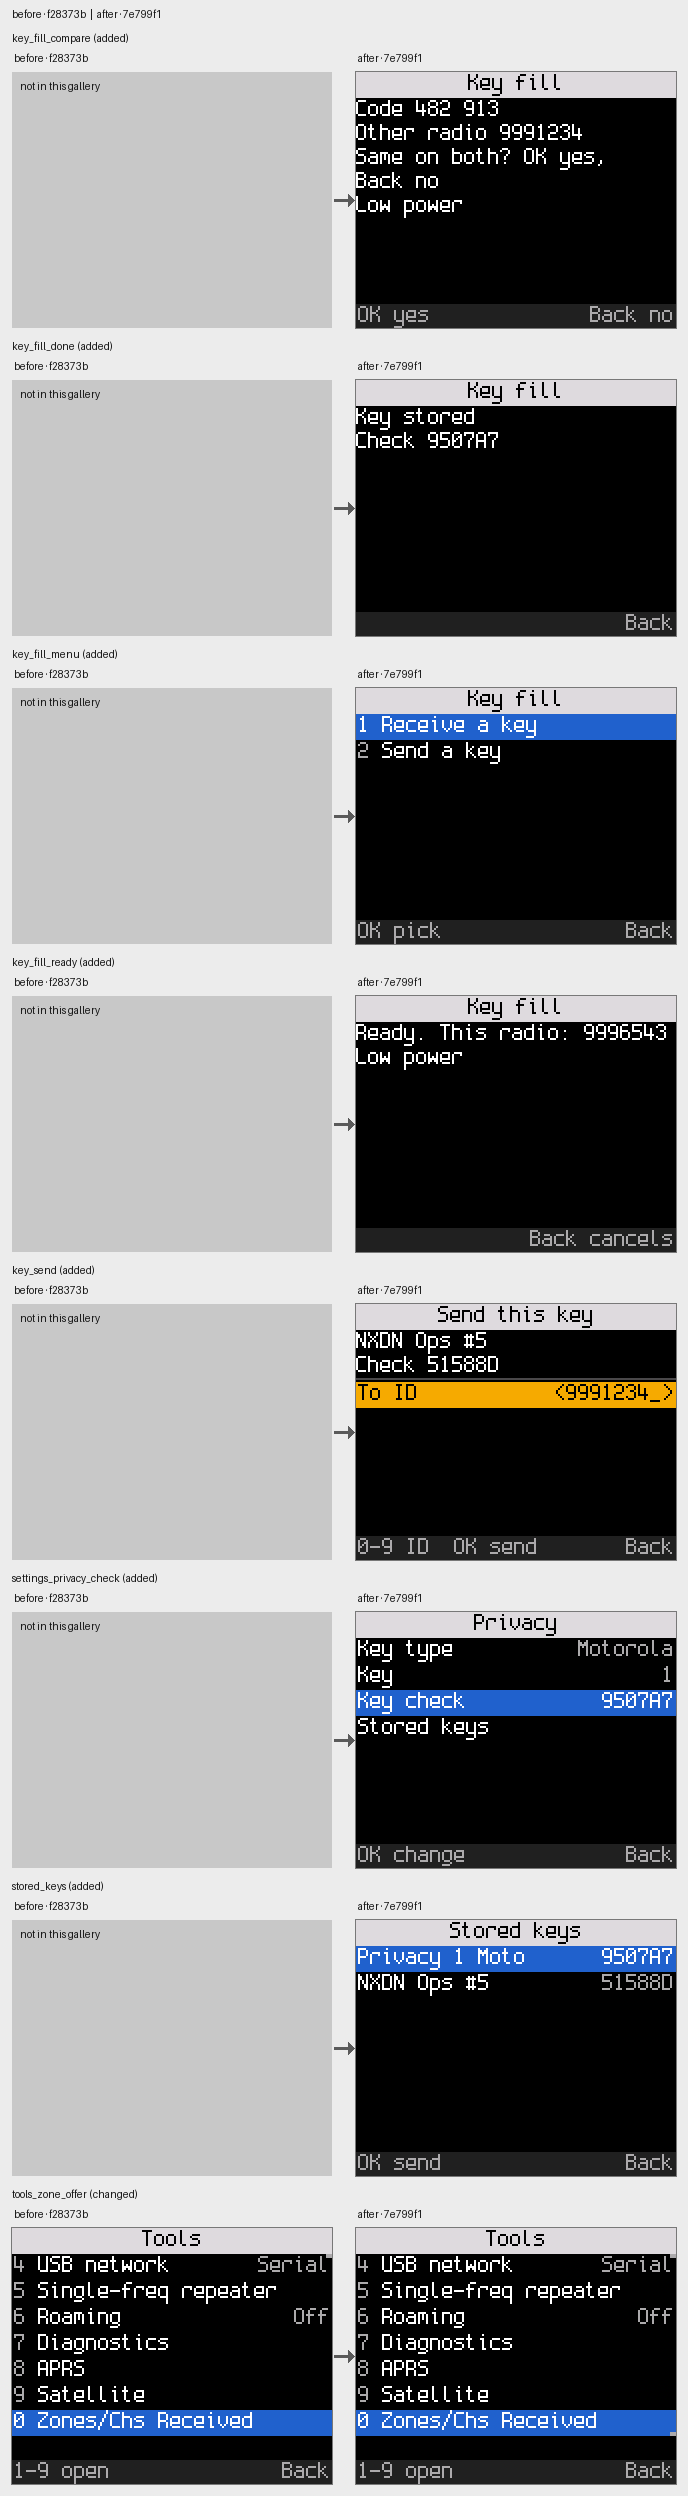 before · f28373b | after · 7e799f1
key_fill_compare (added)
before · f28373b
after · 7e799f1
not in this gallery
Key fill
Code 482 913
Other radio 9991234
Same on both? OK yes,
Back no
Low power
OK yes
Back no
key_fill_done (added)
before · f28373b
after · 7e799f1
not in this gallery
Key fill
Key stored
Check 9507A7
Back
key_fill_menu (added)
before · f28373b
after · 7e799f1
not in this gallery
Key fill
1 Receive a key
2 Send a key
OK pick
Back
key_fill_ready (added)
before · f28373b
after · 7e799f1
not in this gallery
Key fill
Ready. This radio: 9996543
Low power
Back cancels
key_send (added)
before · f28373b
after · 7e799f1
not in this gallery
Send this key
NXDN Ops #5
Check 51588D
To ID <9991234_>
0-9 ID OK send
Back
settings_privacy_check (added)
before · f28373b
after · 7e799f1
not in this gallery
Privacy
Key type Motorola
Key 1
Key check 9507A7
Stored keys
OK change
Back
stored_keys (added)
before · f28373b
after · 7e799f1
not in this gallery
Stored keys
Privacy 1 Moto 9507A7
NXDN Ops #5 51588D
OK send
Back
tools_zone_offer (changed)
before · f28373b
after · 7e799f1
Tools
4 USB network Serial
5 Single-freq repeater
6 Roaming Off
7 Diagnostics
8 APRS
9 Satellite
0 Zones/Chs Received
1-9 open
Back
Tools
4 USB network Serial
5 Single-freq repeater
6 Roaming Off
7 Diagnostics
8 APRS
9 Satellite
0 Zones/Chs Received
1-9 open
Back